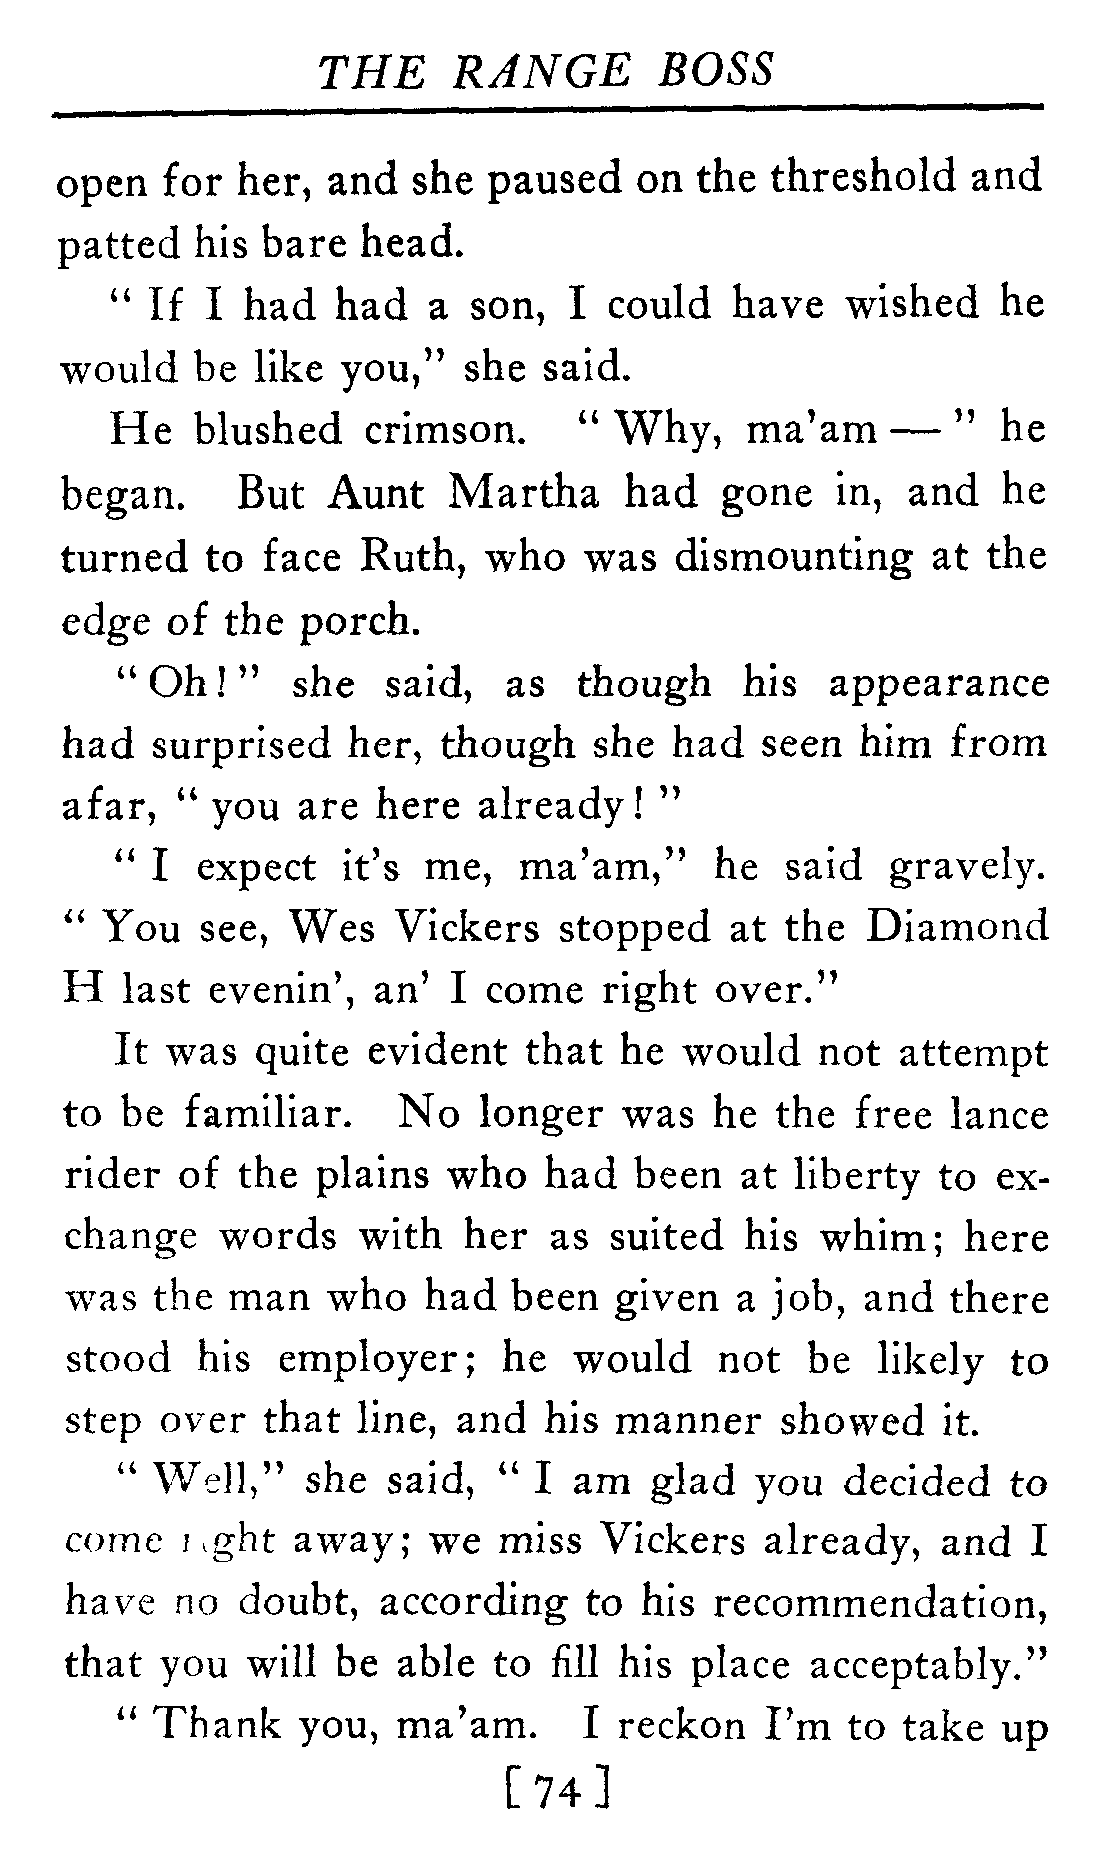 THE RANGE BOSS
open for her, and she paused on the threshold and
patted his bare head.
“ If I had had a son, I could have wished he
would be like you,” she said.
He blushed crimson. “ Why, ma’am — ” he
began. But Aunt Martha had gone in, and he
turned to face Ruth, who was dismounting at the
edge of the porch.
“ Oh! ” she said, as though his appearance
had surprised her, though she had seen him from
afar, “ you are here already! ”
“ I expect it’s me, ma’am,” he said gravely.
“ You see, Wes Vickers stopped at the Diamond
H last evenin’, an’ I come right over.”
It was quite evident that he would not attempt
to be familiar. No longer was he the free lance
rider of the plains who had been at liberty to ex-
change words with her as suited his whim; here
was the man who had been given a job, and there
stood his employer; he would not be likely to
step over that line, and his manner showed it.
“ Well,” she said, “ I am glad you decided to
come right away; we miss Vickers already, and I
have no doubt, according to his recommendation,
that you will be able to fill his place acceptably.”
“ Thank you, ma’am. I reckon I’m to take up
[ 74 ]